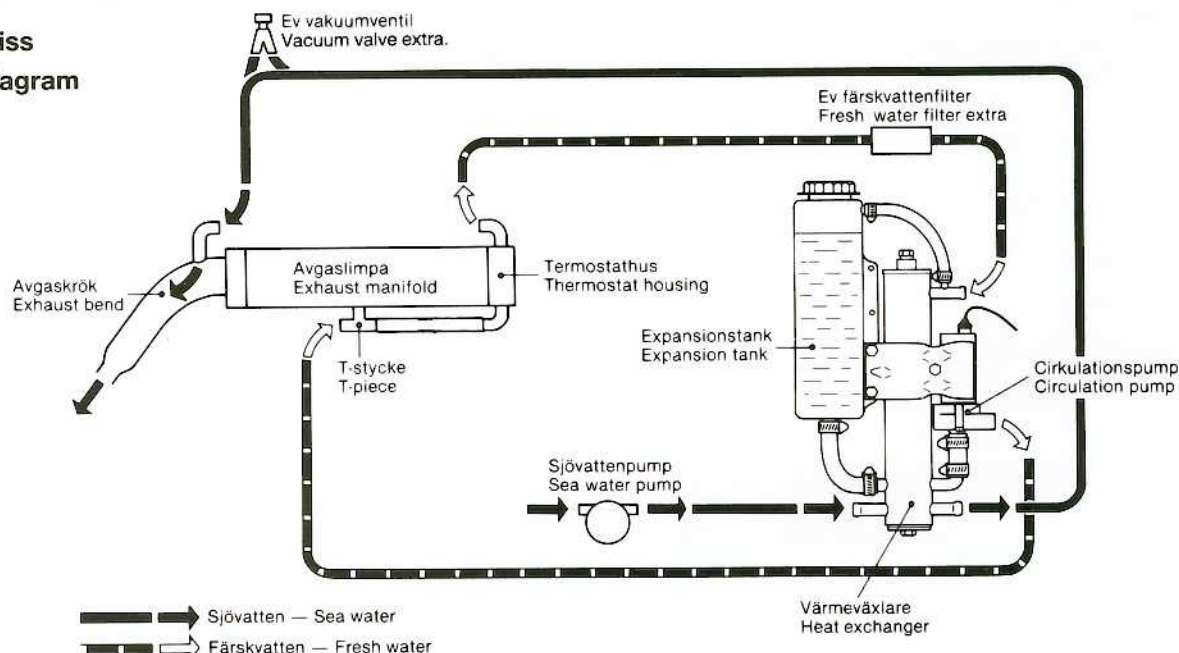 iss
agram
Ev vakuumventil
Vacuum valve extra.
Ev färskvattenfilter
Fresh water filter extra
Avgaskrök
Exhaust bend
Avgaslimpa
Exhaust manifold
Termostathus
Thermostat housing
T-stycke
T-piece
Expansionstank
Expansion tank
Cirkulationspump
Circulation pump
Sjövattenpump
Sea water pump
Värmeväxlare
Heat exchanger
Sjövatten — Sea water
Färskvatten — Fresh water